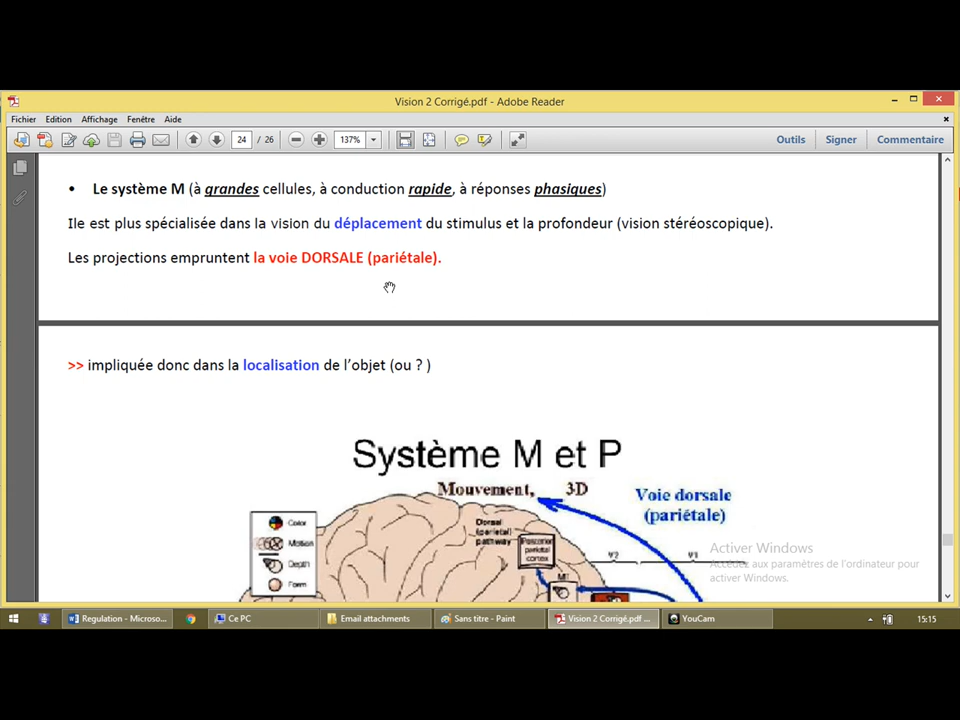 Vision 2 Corrigé.pdf - Adobe Reader
Fichier Edition Affichage Fenêtre Aide
24 / 26 137% Outils Signer Commentaire
• Le système M (à grandes cellules, à conduction rapide, à réponses phasiques)
Ile est plus spécialisée dans la vision du déplacement du stimulus et la profondeur (vision stéréoscopique).
Les projections empruntent la voie DORSALE (pariétale).
>> impliquée donc dans la localisation de l'objet (ou ? )
Système M et P
Mouvement, 3D
Voie dorsale
(pariétale)
Color
Motion
Depth
Form
Dorsal
(parietal)
pathway
Posterior
parietal
cortex
V2 V1
MT
Activer Windows
Accédez aux paramètres de l'ordinateur pour
activer Windows.
Regulation - Microso... Ce PC Email attachments Sans titre - Paint Vision 2 Corrigé.pdf ... YouCam 15:15